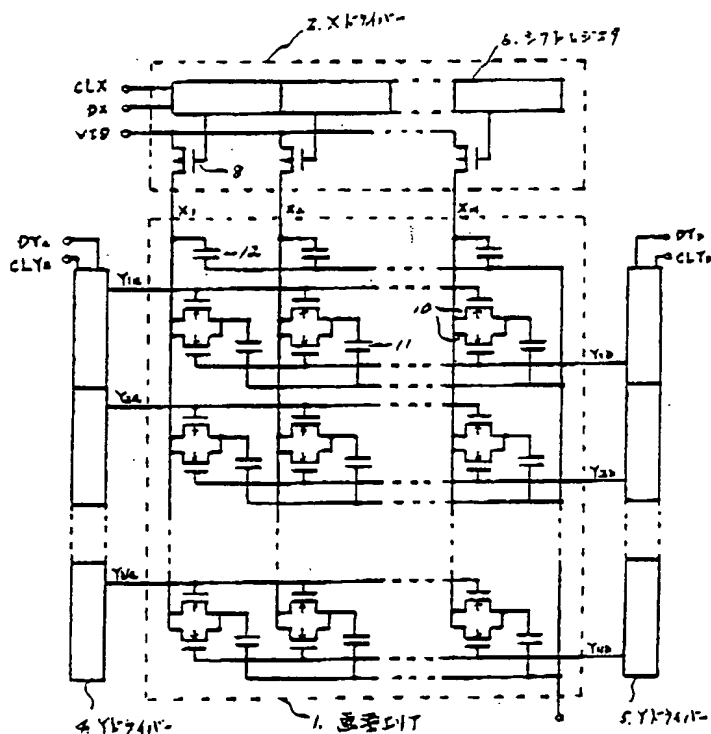 2. Xドライバー
6. シフトレジスタ
CLX
DX
VID
8
X1
X2
XM
DYa
CLYa
DYb
CLYb
12
Y1a
10
11
Y1b
Y2a
Y2b
YNa
YNb
4. Yドライバー
1. 画素エリア
5. Yドライバー